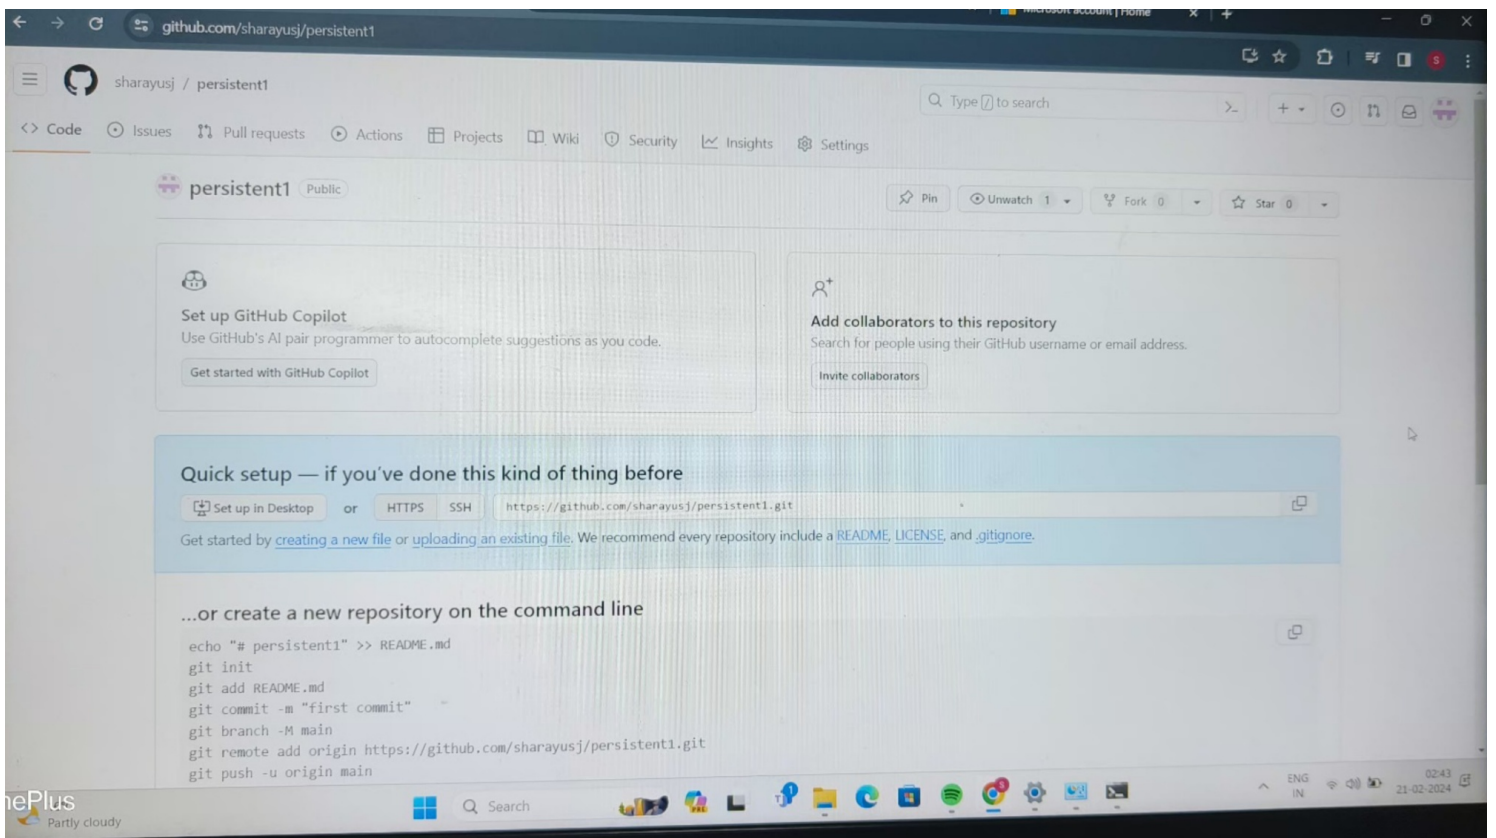 Microsoft account | Home
github.com/sharayusj/persistent1
sharayusj / persistent1
Type / to search
<> Code Issues Pull requests Actions Projects Wiki Security Insights Settings
persistent1 Public
Pin Unwatch 1 Fork 0 Star 0
Set up GitHub Copilot
Use GitHub's AI pair programmer to autocomplete suggestions as you code.
Get started with GitHub Copilot
Add collaborators to this repository
Search for people using their GitHub username or email address.
Invite collaborators
Quick setup — if you've done this kind of thing before
Set up in Desktop or HTTPS SSH https://github.com/sharayusj/persistent1.git
Get started by creating a new file or uploading an existing file. We recommend every repository include a README, LICENSE, and .gitignore.
...or create a new repository on the command line
echo "# persistent1" >> README.md
git init
git add README.md
git commit -m "first commit"
git branch -M main
git remote add origin https://github.com/sharayusj/persistent1.git
git push -u origin main
nePlus
Partly cloudy
Search
ENG
IN
02:43
21-02-2024